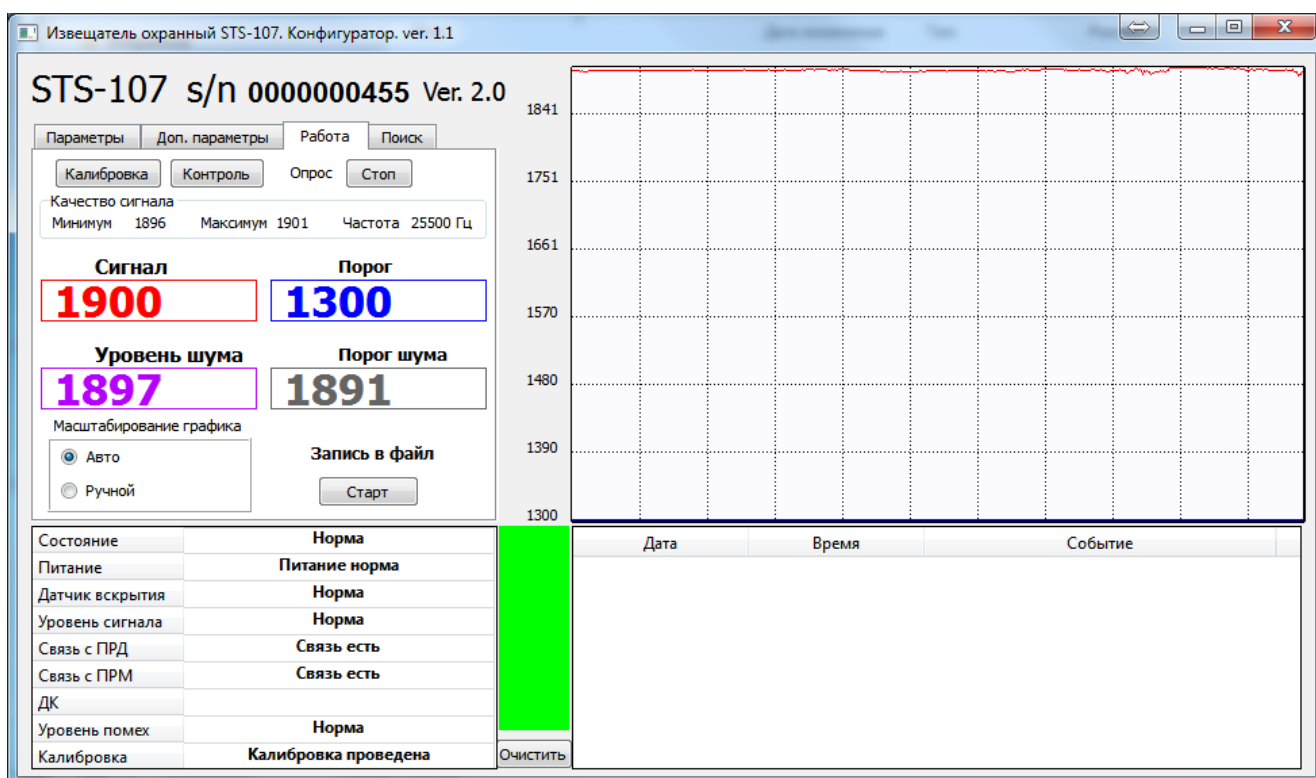 Извещатель охранный STS-107. Конфигуратор. ver. 1.1
STS-107 s/n 0000000455 Ver. 2.0
Параметры Доп. параметры Работа Поиск
Калибровка Контроль Опрос Стоп
Качество сигнала
Минимум 1896 Максимум 1901 Частота 25500 Гц
Сигнал Порог
1900 1300
Уровень шума Порог шума
1897 1891
Масштабирование графика
Авто
Ручной
Запись в файл
Старт
1841
1751
1661
1570
1480
1390
1300
Состояние Норма
Питание Питание норма
Датчик вскрытия Норма
Уровень сигнала Норма
Связь с ПРД Связь есть
Связь с ПРМ Связь есть
ДК
Уровень помех Норма
Калибровка Калибровка проведена
Очистить
Дата Время Событие